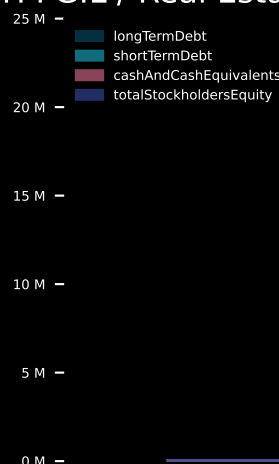 25 M
longTermDebt
shortTermDebt
cashAndCashEquivalents
20 M
totalStockholdersEquity
15 M
10 M
5 M
0 M